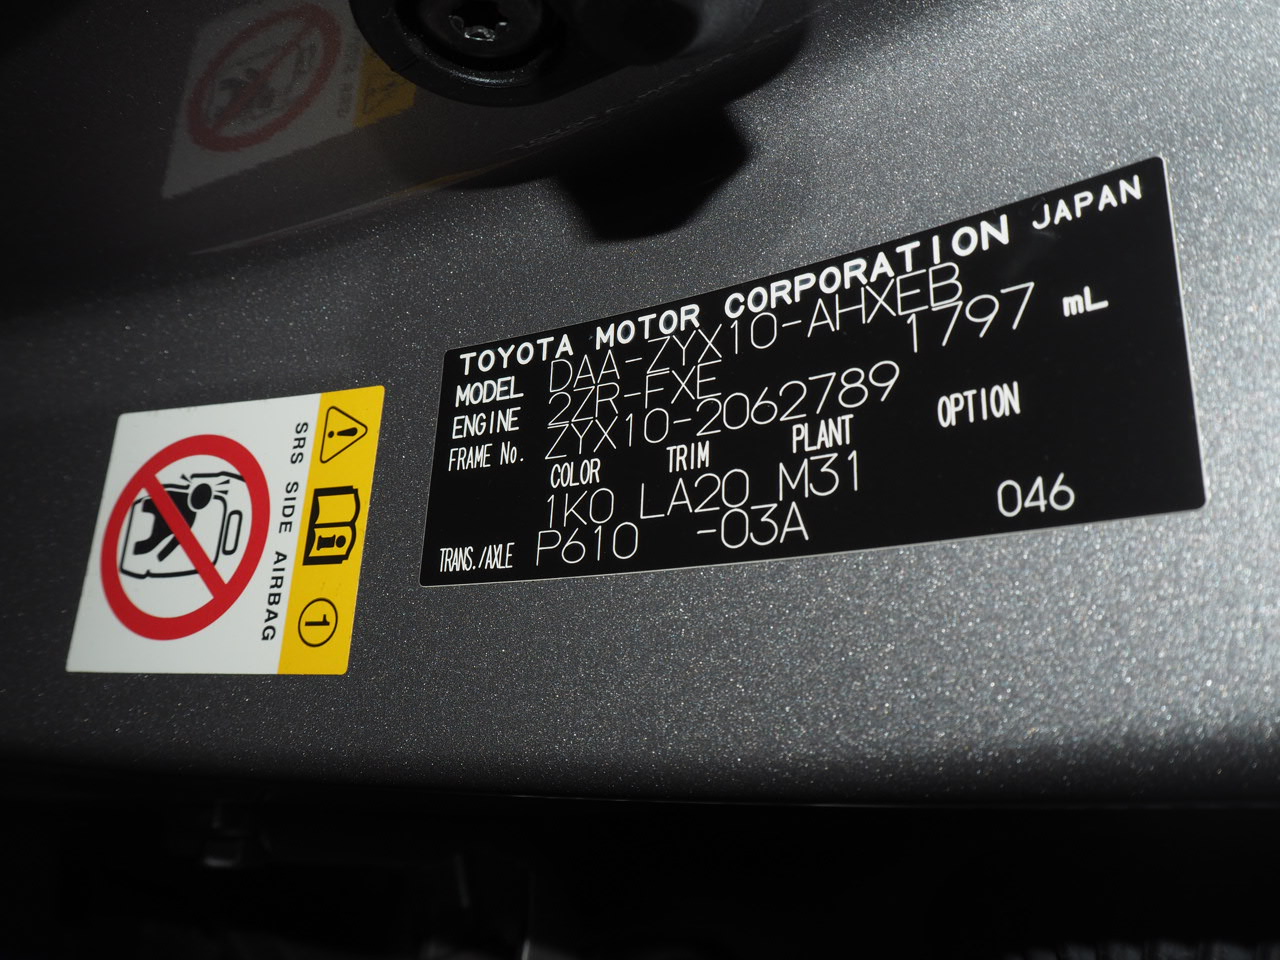 TOYOTA MOTOR CORPORATION JAPAN
MODEL DAA-ZYX10-AHXEB
ENGINE 2ZR-FXE 1797 mL
FRAME No. ZYX10-2062789
COLOR TRIM PLANT OPTION
1K0 LA20 M31
TRANS./AXLE P610 -03A 046
SRS SIDE AIRBAG
1